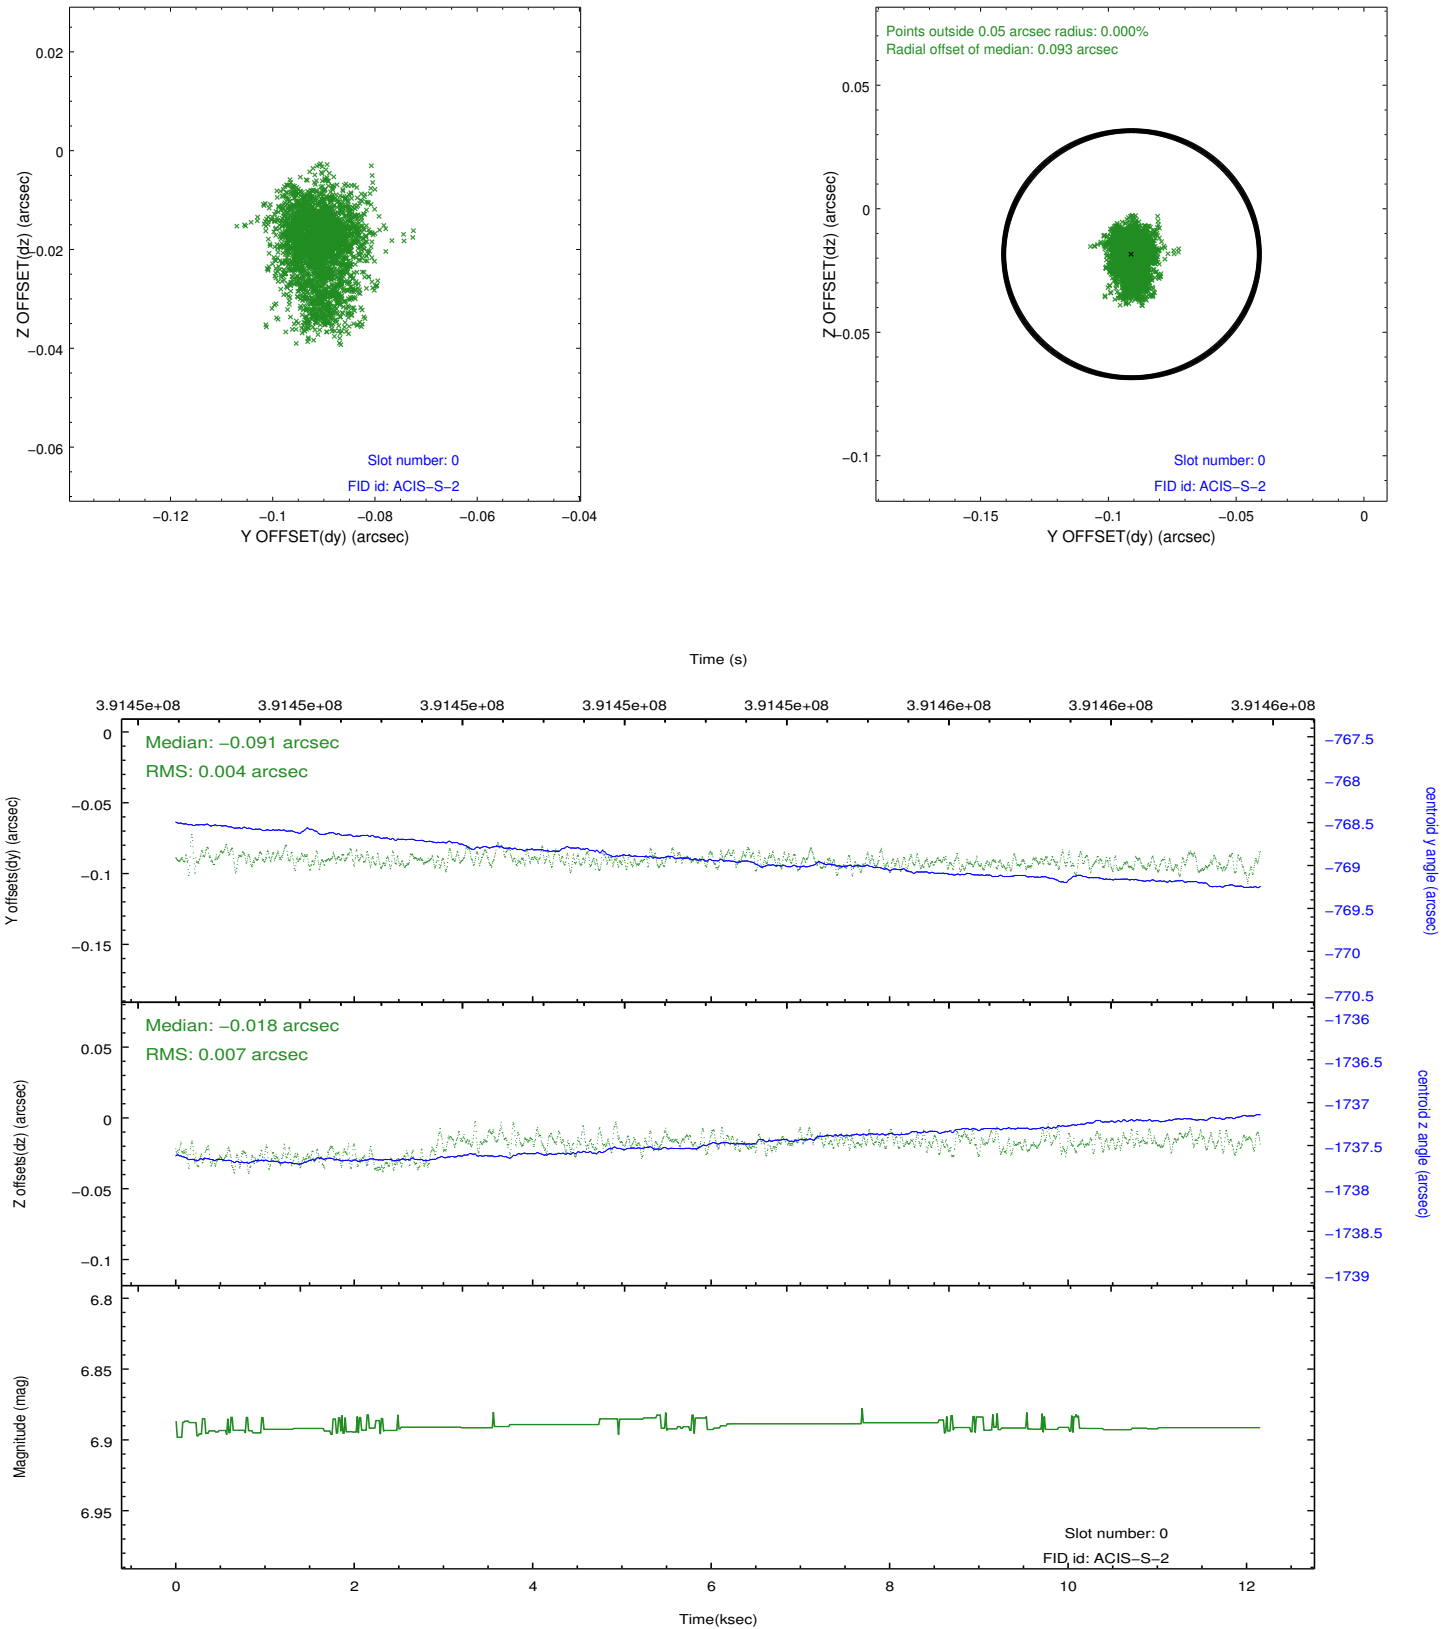 0.02
0
−0.02
−0.04
−0.06
Z OFFSET(dz) (arcsec)
Slot number: 0
FID id: ACIS−S−2
−0.12
−0.1
−0.08
−0.06
−0.04
Y OFFSET(dy) (arcsec)
Points outside 0.05 arcsec radius: 0.000%
Radial offset of median: 0.093 arcsec
0.05
0
−0.05
−0.1
Z OFFSET(dz) (arcsec)
Slot number: 0
FID id: ACIS−S−2
−0.15
−0.1
−0.05
0
Y OFFSET(dy) (arcsec)
Time (s)
3.9145e+08
3.9145e+08
3.9145e+08
3.9145e+08
3.9145e+08
3.9146e+08
3.9146e+08
3.9146e+08
Median: −0.091 arcsec
RMS: 0.004 arcsec
0
−0.05
−0.1
−0.15
Y offsets(dy) (arcsec)
−767.5
−768
−768.5
−769
−769.5
−770
−770.5
centroid y angle (arcsec)
Median: −0.018 arcsec
RMS: 0.007 arcsec
0.05
0
−0.05
−0.1
Z offsets(dz) (arcsec)
−1736
−1736.5
−1737
−1737.5
−1738
−1738.5
−1739
centroid z angle (arcsec)
6.8
6.85
6.9
6.95
Magnitude (mag)
Slot number: 0
FID id: ACIS−S−2
0
2
4
6
8
10
12
Time(ksec)